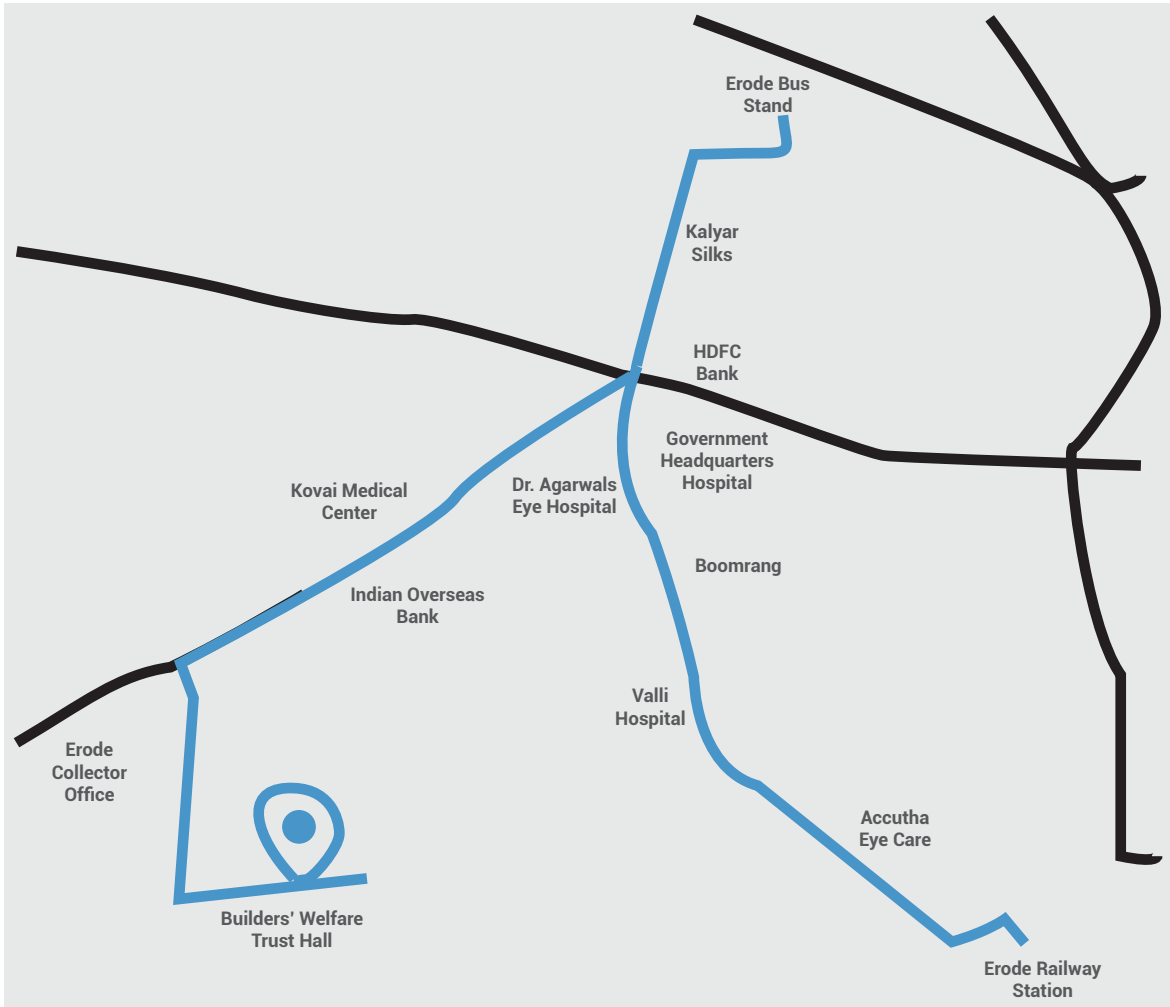 Erode Bus
Stand
Kalyar
Silks
HDFC
Bank
Government
Headquarters
Hospital
Dr. Agarwals
Eye Hospital
Kovai Medical
Center
Boomrang
Indian Overseas
Bank
Valli
Hospital
Erode
Collector
Office
Accutha
Eye Care
Builders' Welfare
Trust Hall
Erode Railway
Station